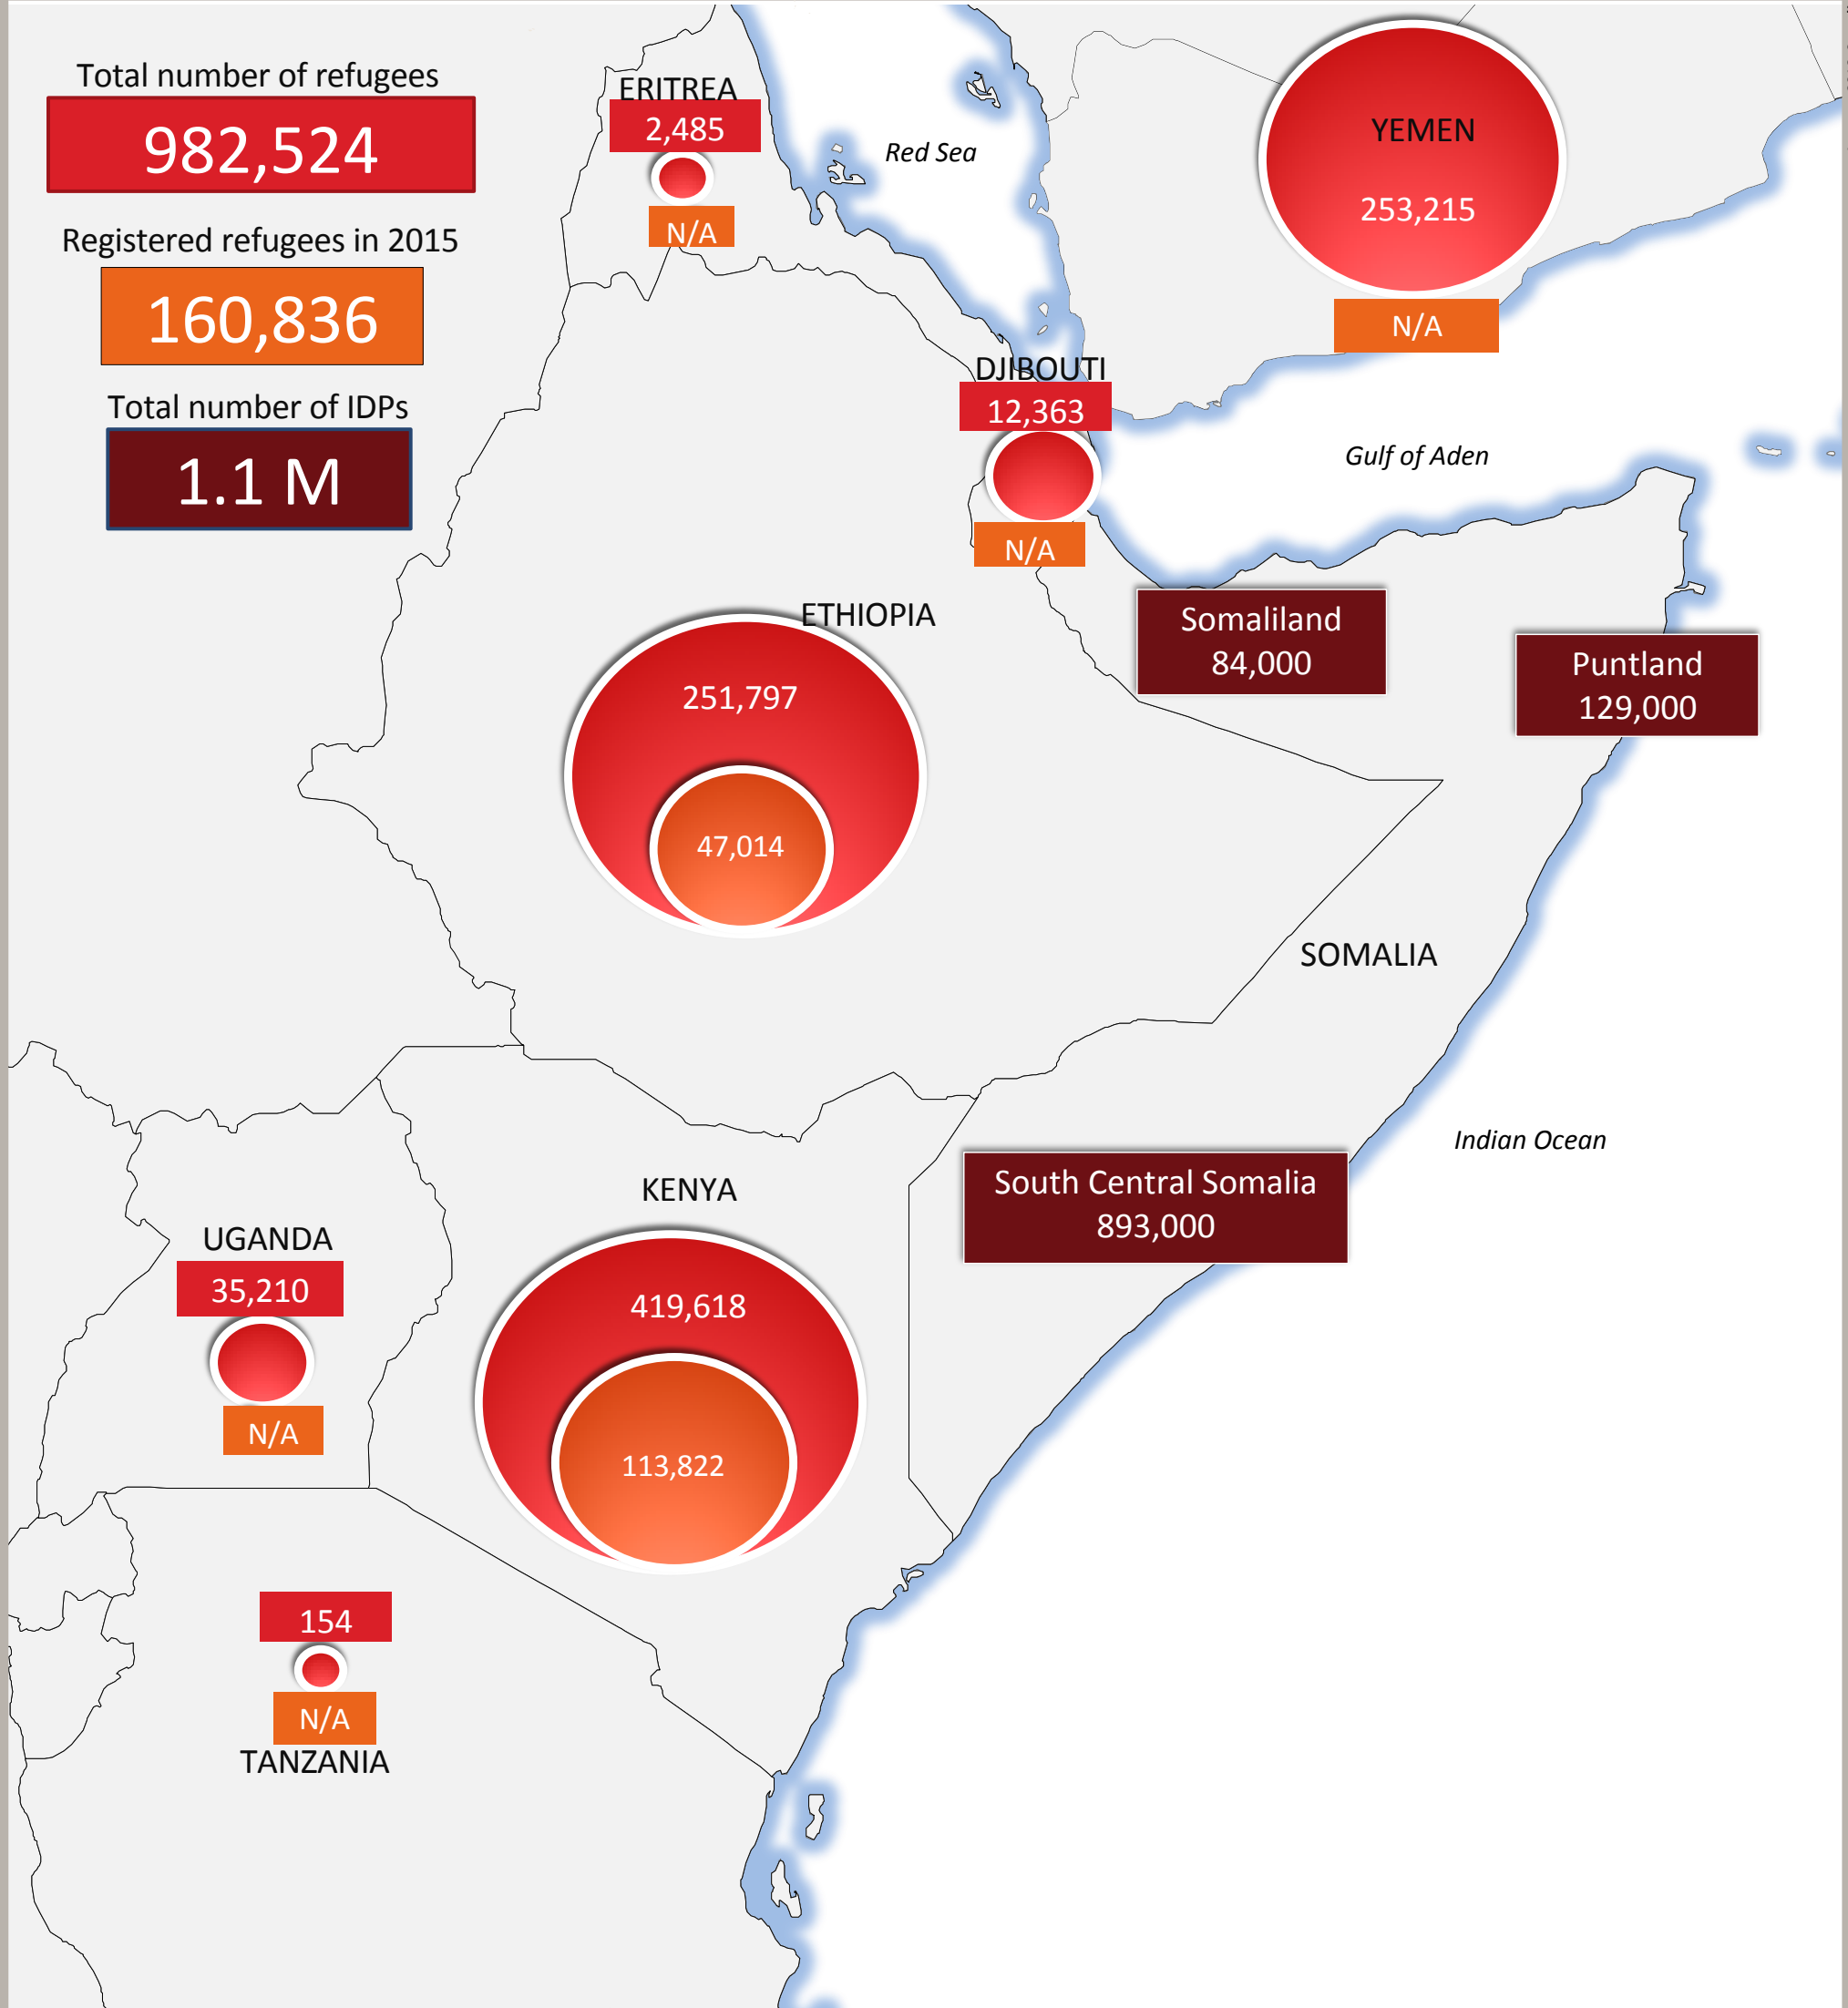 Total number of refugees
982,524
Registered refugees in 2015
160,836
Total number of IDPs
1.1 M
ERITREA
2,485
N/A
Red Sea
YEMEN
253,215
N/A
DJIBOUTI
12,363
N/A
Gulf of Aden
ETHIOPIA
251,797
47,014
Somaliland
84,000
Puntland
129,000
SOMALIA
Indian Ocean
South Central Somalia
893,000
KENYA
419,618
113,822
UGANDA
35,210
N/A
154
N/A
TANZANIA